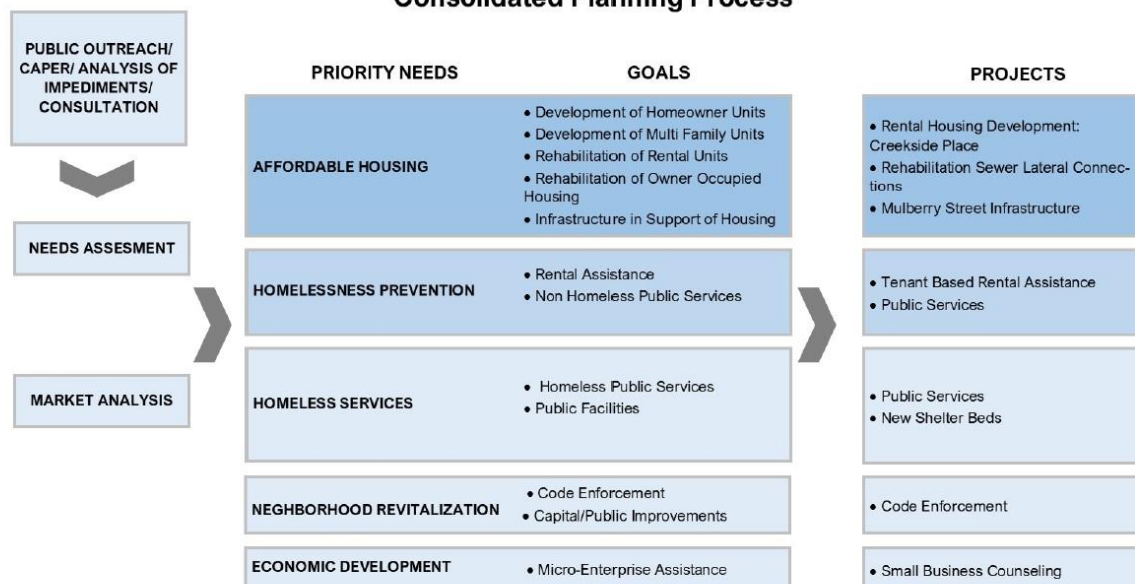 Consolidated Planning Process
PUBLIC OUTREACH/
CAPER/ ANALYSIS OF
IMPEDIMENTS/
CONSULTATION
NEEDS ASSESMENT
MARKET ANALYSIS
PRIORITY NEEDS
GOALS
PROJECTS
AFFORDABLE HOUSING
• Development of Homeowner Units
• Development of Multi Family Units
• Rehabilitation of Rental Units
• Rehabilitation of Owner Occupied
Housing
• Infrastructure in Support of Housing
• Rental Housing Development:
Creekside Place
• Rehabilitation Sewer Lateral Connec-
tions
• Mulberry Street Infrastructure
HOMELESSNESS PREVENTION
• Rental Assistance
• Non Homeless Public Services
• Tenant Based Rental Assistance
• Public Services
HOMELESS SERVICES
• Homeless Public Services
• Public Facilities
• Public Services
• New Shelter Beds
NEGHBORHOOD REVITALIZATION
• Code Enforcement
• Capital/Public Improvements
• Code Enforcement
ECONOMIC DEVELOPMENT
• Micro-Enterprise Assistance
• Small Business Counseling